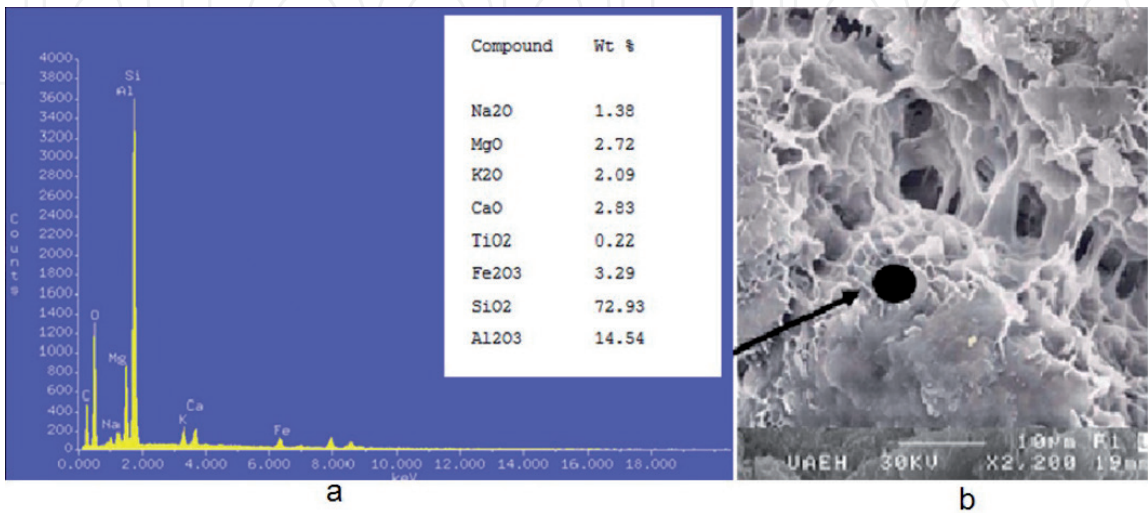 Compound Wt %
Na2O 1.38
MgO 2.72
K2O 2.09
CaO 2.83
TiO2 0.22
Fe2O3 3.29
SiO2 72.93
Al2O3 14.54
4000
3800
3600
3400
3200
3000
2800
2600
2400
2200
2000
1800
1600
1400
1200
1000
800
600
400
200
0
Counts
Si
Al
O
Mg
C
Na
K
Ca
Fe
0.000 2.000 4.000 6.000 8.000 10.000 12.000 14.000 16.000 18.000
keV
a
10μm
UAEH 30KV X2,200 19mm
b